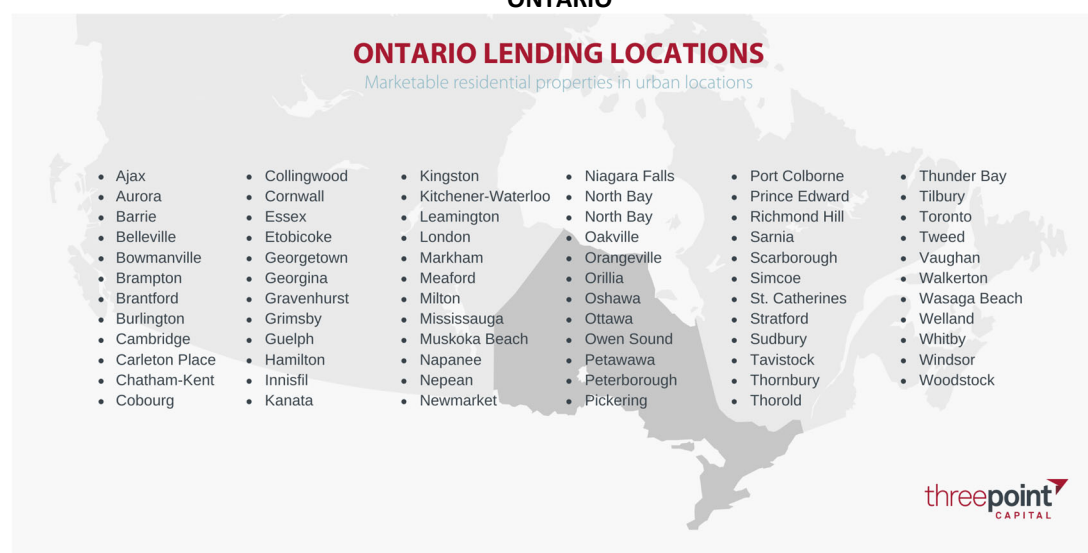 ONTARIO
ONTARIO LENDING LOCATIONS
Marketable residential properties in urban locations
Ajax
Aurora
Barrie
Belleville
Bowmanville
Brampton
Brantford
Burlington
Cambridge
Carleton Place
Chatham-Kent
Cobourg
Collingwood
Cornwall
Essex
Etobicoke
Georgetown
Georgina
Gravenhurst
Grimsby
Guelph
Hamilton
Innisfil
Kanata
Kingston
Kitchener-Waterloo
Leamington
London
Markham
Meaford
Milton
Mississauga
Muskoka Beach
Napanee
Nepean
Newmarket
Niagara Falls
North Bay
North Bay
Oakville
Orangeville
Orillia
Oshawa
Ottawa
Owen Sound
Petawawa
Peterborough
Pickering
Port Colborne
Prince Edward
Richmond Hill
Sarnia
Scarborough
Simcoe
St. Catherines
Stratford
Sudbury
Tavistock
Thornbury
Thorold
Thunder Bay
Tilbury
Toronto
Tweed
Vaughan
Walkerton
Wasaga Beach
Welland
Whitby
Windsor
Woodstock
threepoint
CAPITAL